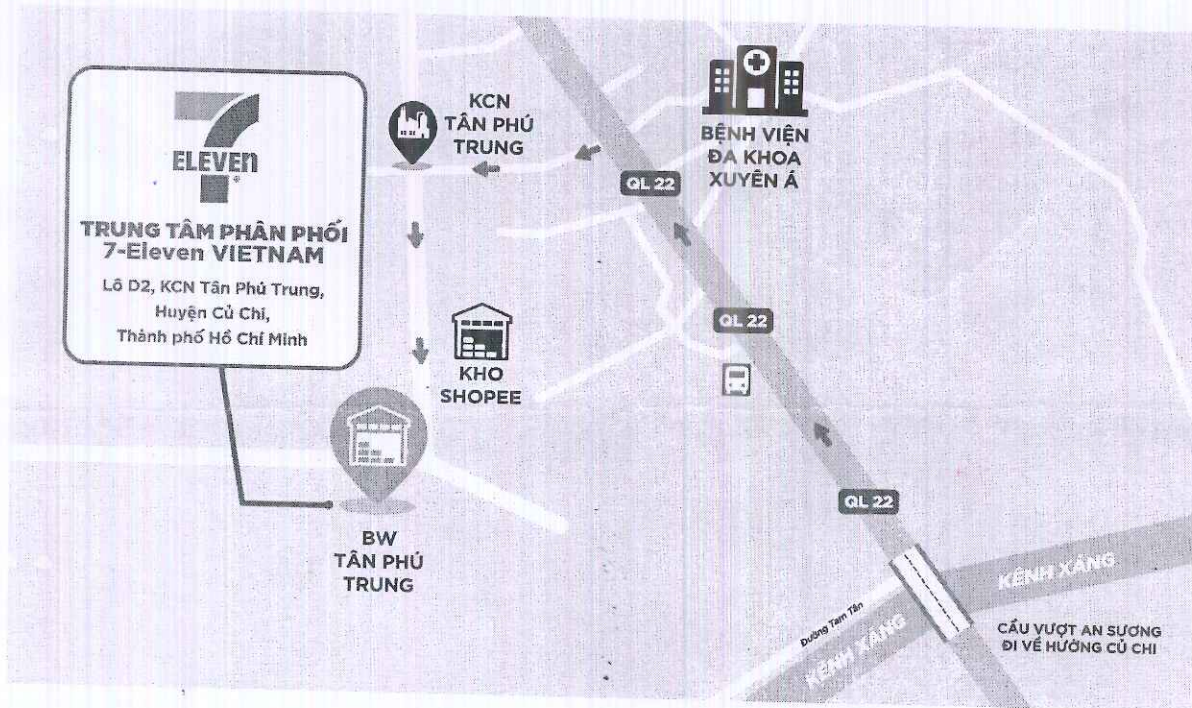 ELEVEn
TRUNG TÂM PHÂN PHỐI
7-Eleven VIETNAM
Lô D2, KCN Tân Phú Trung,
Huyện Củ Chi,
Thành phố Hồ Chí Minh
KCN
TÂN PHÚ
TRUNG
BỆNH VIỆN
ĐA KHOA
XUYÊN Á
QL 22
QL 22
KHO
SHOPEE
QL 22
BW
TÂN PHÚ
TRUNG
KÊNH XÁNG
Đường Tam Tân
KÊNH XÁNG
CẦU VƯỢT AN SƯƠNG
ĐI VỀ HƯỚNG CỦ CHI